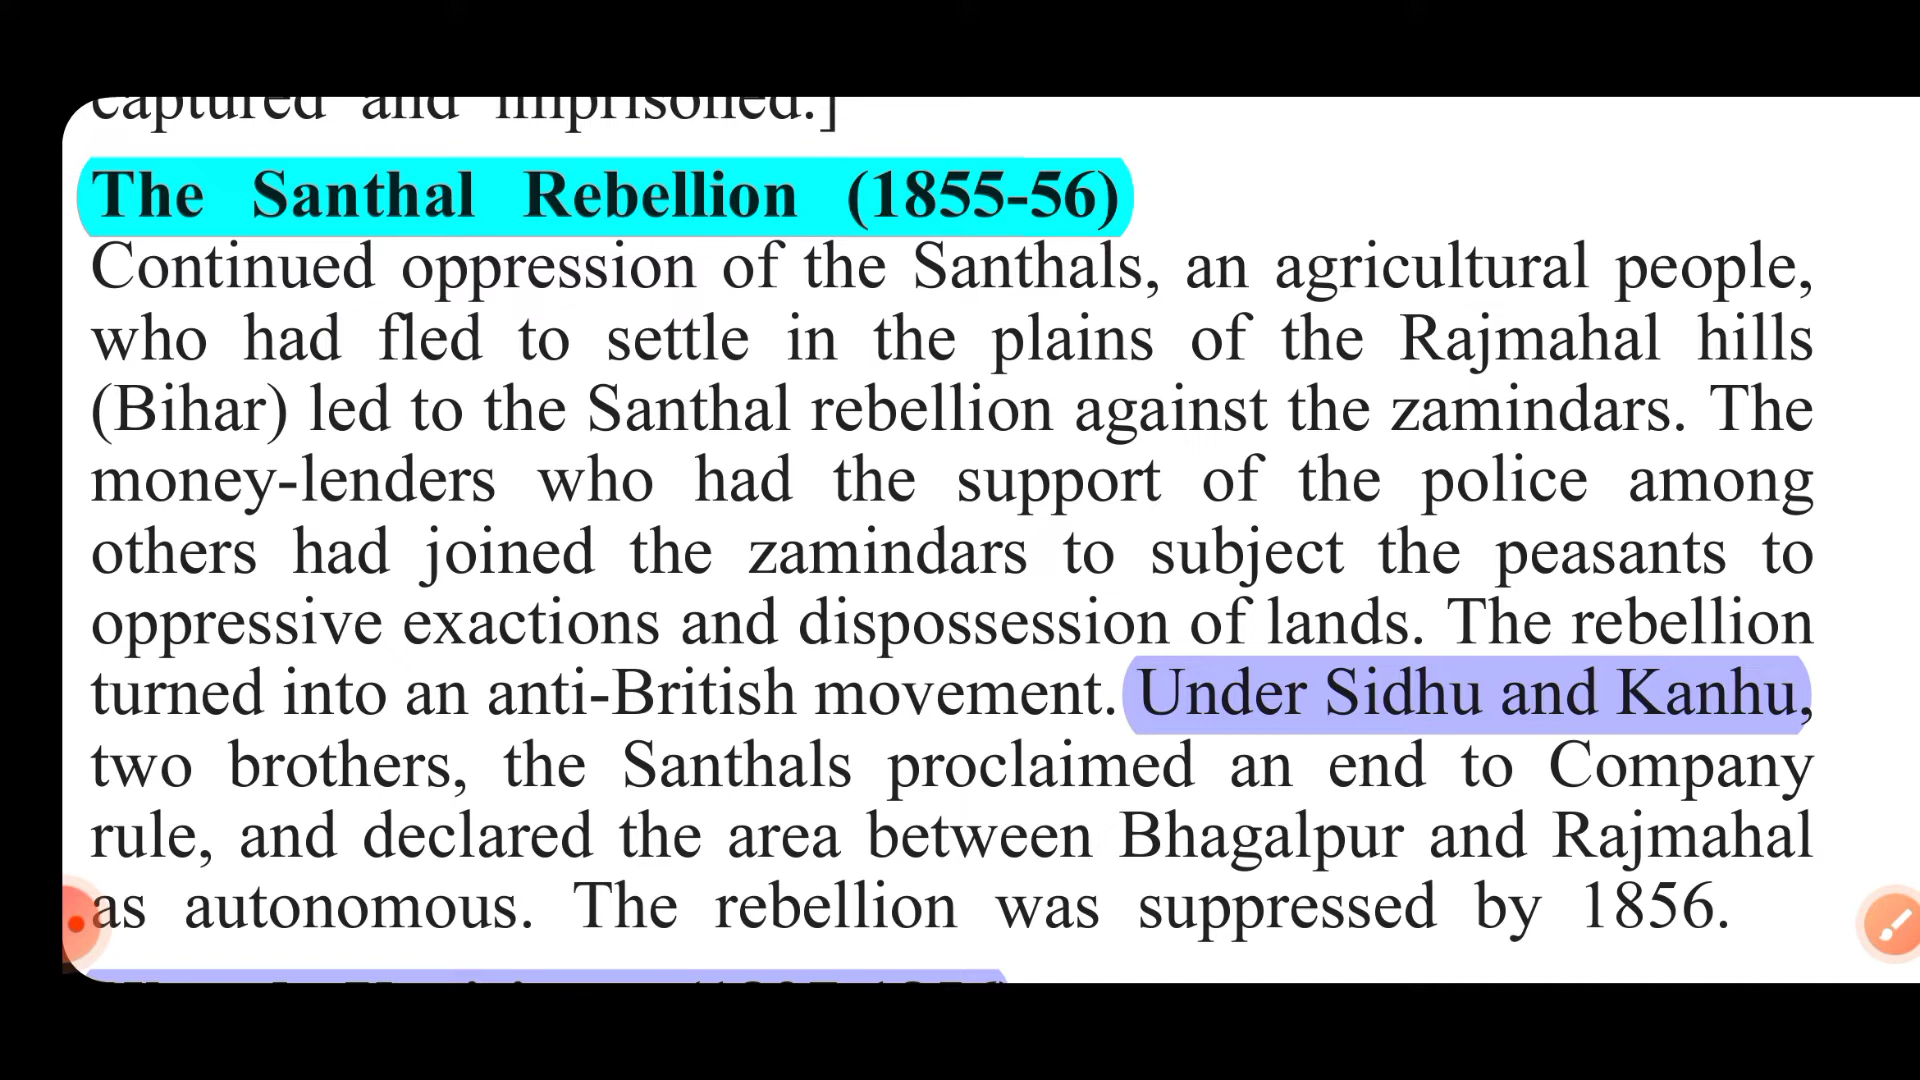 captured and imprisoned.]
The Santhal Rebellion (1855-56)
Continued oppression of the Santhals, an agricultural people,
who had fled to settle in the plains of the Rajmahal hills
(Bihar) led to the Santhal rebellion against the zamindars. The
money-lenders who had the support of the police among
others had joined the zamindars to subject the peasants to
oppressive exactions and dispossession of lands. The rebellion
turned into an anti-British movement. Under Sidhu and Kanhu,
two brothers, the Santhals proclaimed an end to Company
rule, and declared the area between Bhagalpur and Rajmahal
as autonomous. The rebellion was suppressed by 1856.